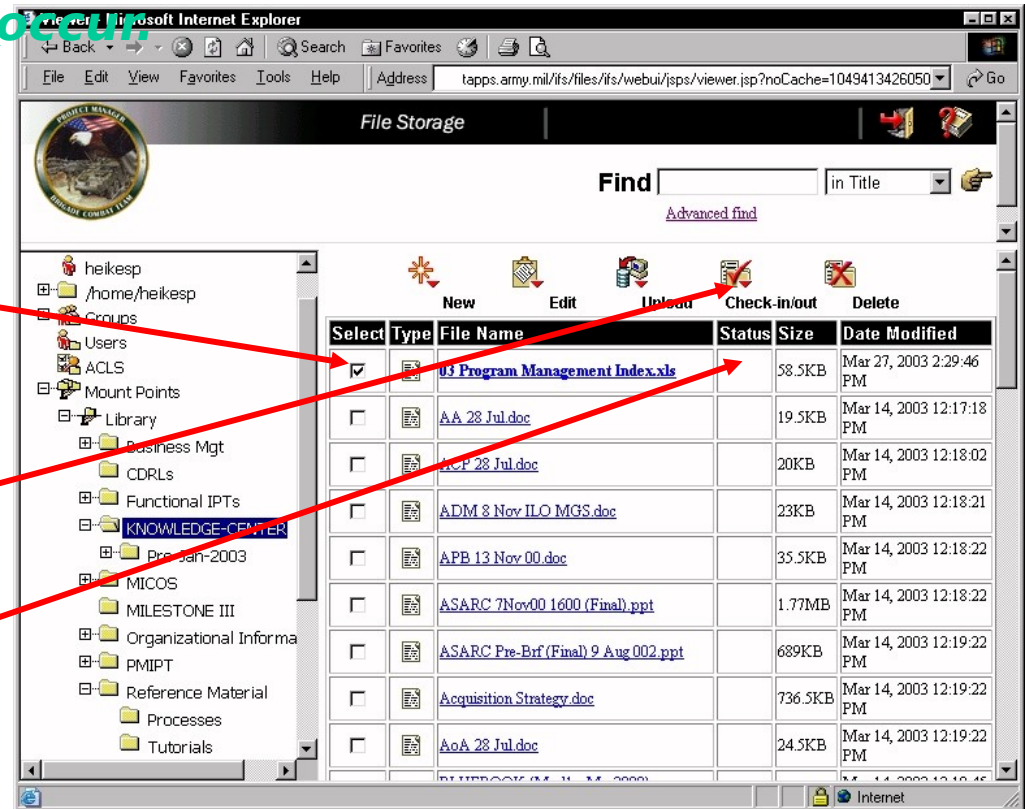 occur.
Viewer - Microsoft Internet Explorer
Back Search Favorites
File Edit View Favorites Tools Help Address tapps.army.mil/ifs/files/ifs/webui/jsps/viewer.jsp?noCache=1049413426050 Go
PROJECT MANAGER
BRIGADE COMBAT TEAM
File Storage
Find in Title
Advanced find
heikesp
/home/heikesp
Groups
Users
ACLS
Mount Points
Library
Business Mgt
CDRLs
Functional IPTs
KNOWLEDGE-CENTER
Pre-Jan-2003
MICOS
MILESTONE III
Organizational Informa
PMIPT
Reference Material
Processes
Tutorials
New Edit Upload Check-in/out Delete
Select Type File Name Status Size Date Modified
03 Program Management Index.xls 58.5KB Mar 27, 2003 2:29:46
PM
AA 28 Jul.doc 19.5KB Mar 14, 2003 12:17:18
PM
ACP 28 Jul.doc 20KB Mar 14, 2003 12:18:02
PM
ADM 8 Nov ILO MGS.doc 23KB Mar 14, 2003 12:18:21
PM
APB 13 Nov 00.doc 35.5KB Mar 14, 2003 12:18:22
PM
ASARC 7Nov00 1600 (Final).ppt 1.77MB Mar 14, 2003 12:18:22
PM
ASARC Pre-Brf (Final) 9 Aug 002.ppt 689KB Mar 14, 2003 12:19:22
PM
Acquisition Strategy.doc 736.5KB Mar 14, 2003 12:19:22
PM
AoA 28 Jul.doc 24.5KB Mar 14, 2003 12:19:22
PM
Internet